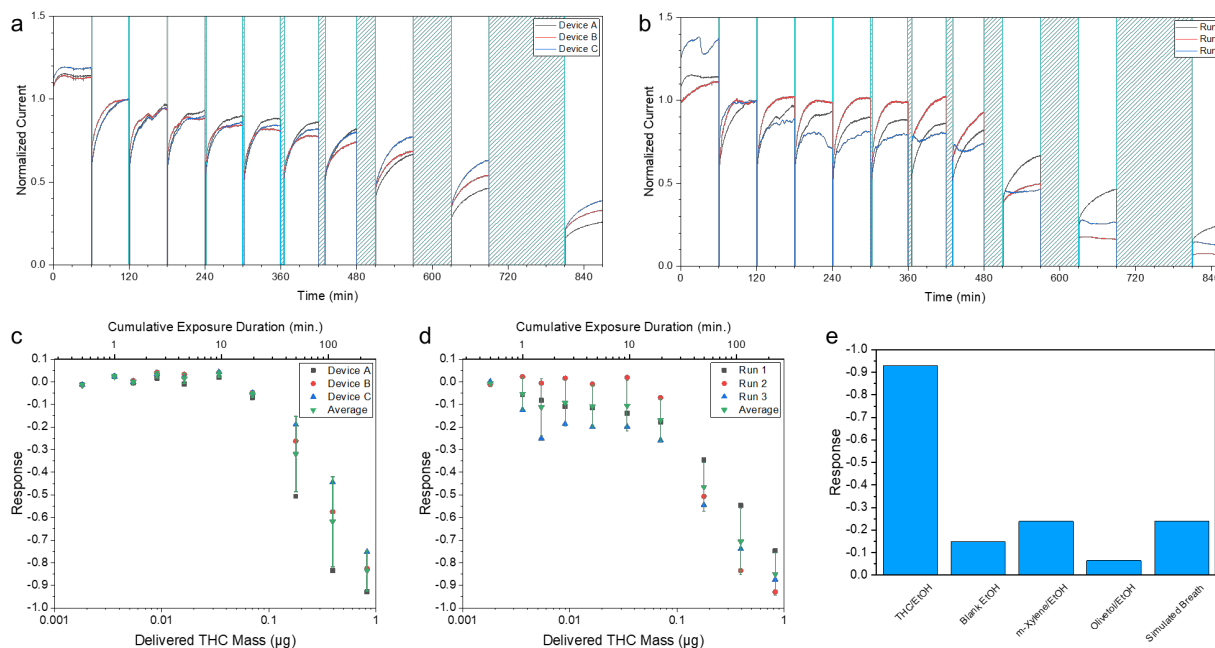 a
1.5
1.0
0.5
0.0
Normalized Current
Device A
Device B
Device C
0 120 240 360 480 600 720 840
Time (min)
b
1.5
1.0
0.5
0.0
Normalized Current
Run
Run
Run
0 120 240 360 480 600 720 840
Time (min)
c
Cumulative Exposure Duration (min.)
1 10 100
0.1
0.0
-0.1
-0.2
-0.3
-0.4
-0.5
-0.6
-0.7
-0.8
-0.9
-1.0
Response
Device A
Device B
Device C
Average
0.001 0.01 0.1 1
Delivered THC Mass (µg)
d
Cumulative Exposure Duration (min.)
1 10 100
0.1
0.0
-0.1
-0.2
-0.3
-0.4
-0.5
-0.6
-0.7
-0.8
-0.9
-1.0
Response
Run 1
Run 2
Run 3
Average
0.001 0.01 0.1 1
Delivered THC Mass (µg)
e
-1.0
-0.9
-0.8
-0.7
-0.6
-0.5
-0.4
-0.3
-0.2
-0.1
0.0
Response
THC/EtOH
Blank EtOH
m-Xylene/EtOH
Olivetol/EtOH
Simulated Breath